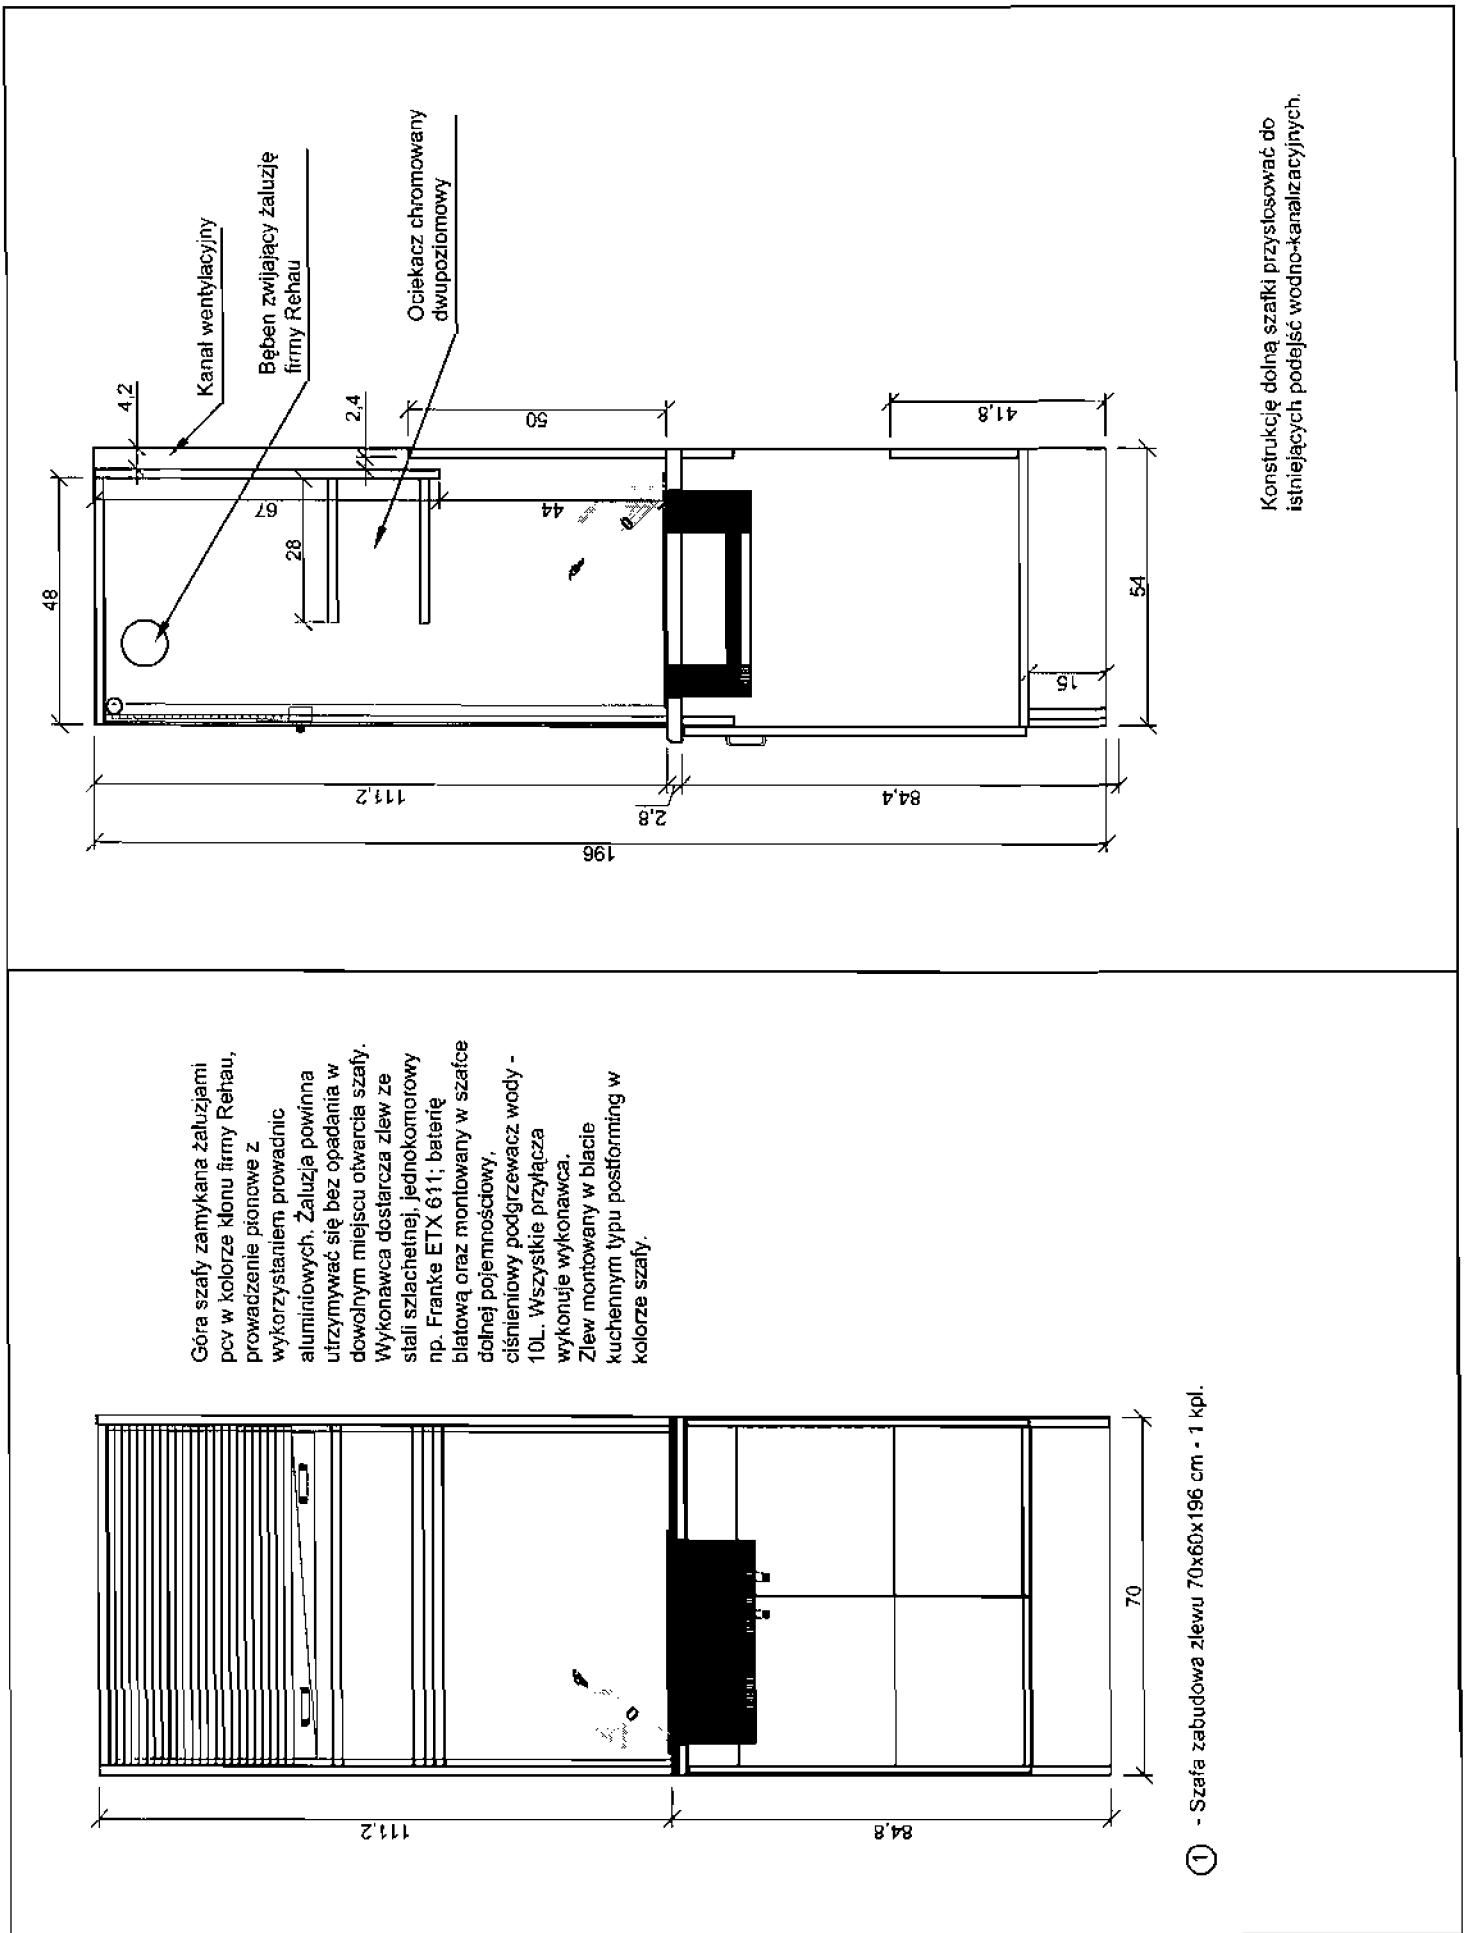 Góra szafy zamykana żaluzjami
pcv w kolorze klonu firmy Rehau,
prowadzenie pionowe z
wykorzystaniem prowadnic
aluminiowych. Żaluzja powinna
utrzymywać się bez opadania w
dowolnym miejscu otwarcia szafy.
Wykonawca dostarcza zlew ze
stali szlachetnej, jednokomorowy
np. Franke ETX 611; baterię
blatową oraz montowany w szafce
dolnej pojemnościowy,
ciśnieniowy podgrzewacz wody -
10L. Wszystkie przyłącza
wykonuje wykonawca.
Zlew montowany w blacie
kuchennym typu postforming w
kolorze szafy.
111,2
84,8
70
1 - Szafa zabudowa zlewu 70x60x196 cm - 1 kpl.
48
4,2
Kanał wentylacyjny
Bęben zwijający żaluzję
firmy Rehau
Ociekacz chromowany
dwupoziomowy
67
28
2,4
50
44
41,8
15
54
111,2
2,8
84,4
196
Konstrukcję dolną szafki przystosować do
istniejących podejść wodno-kanalizacyjnych.